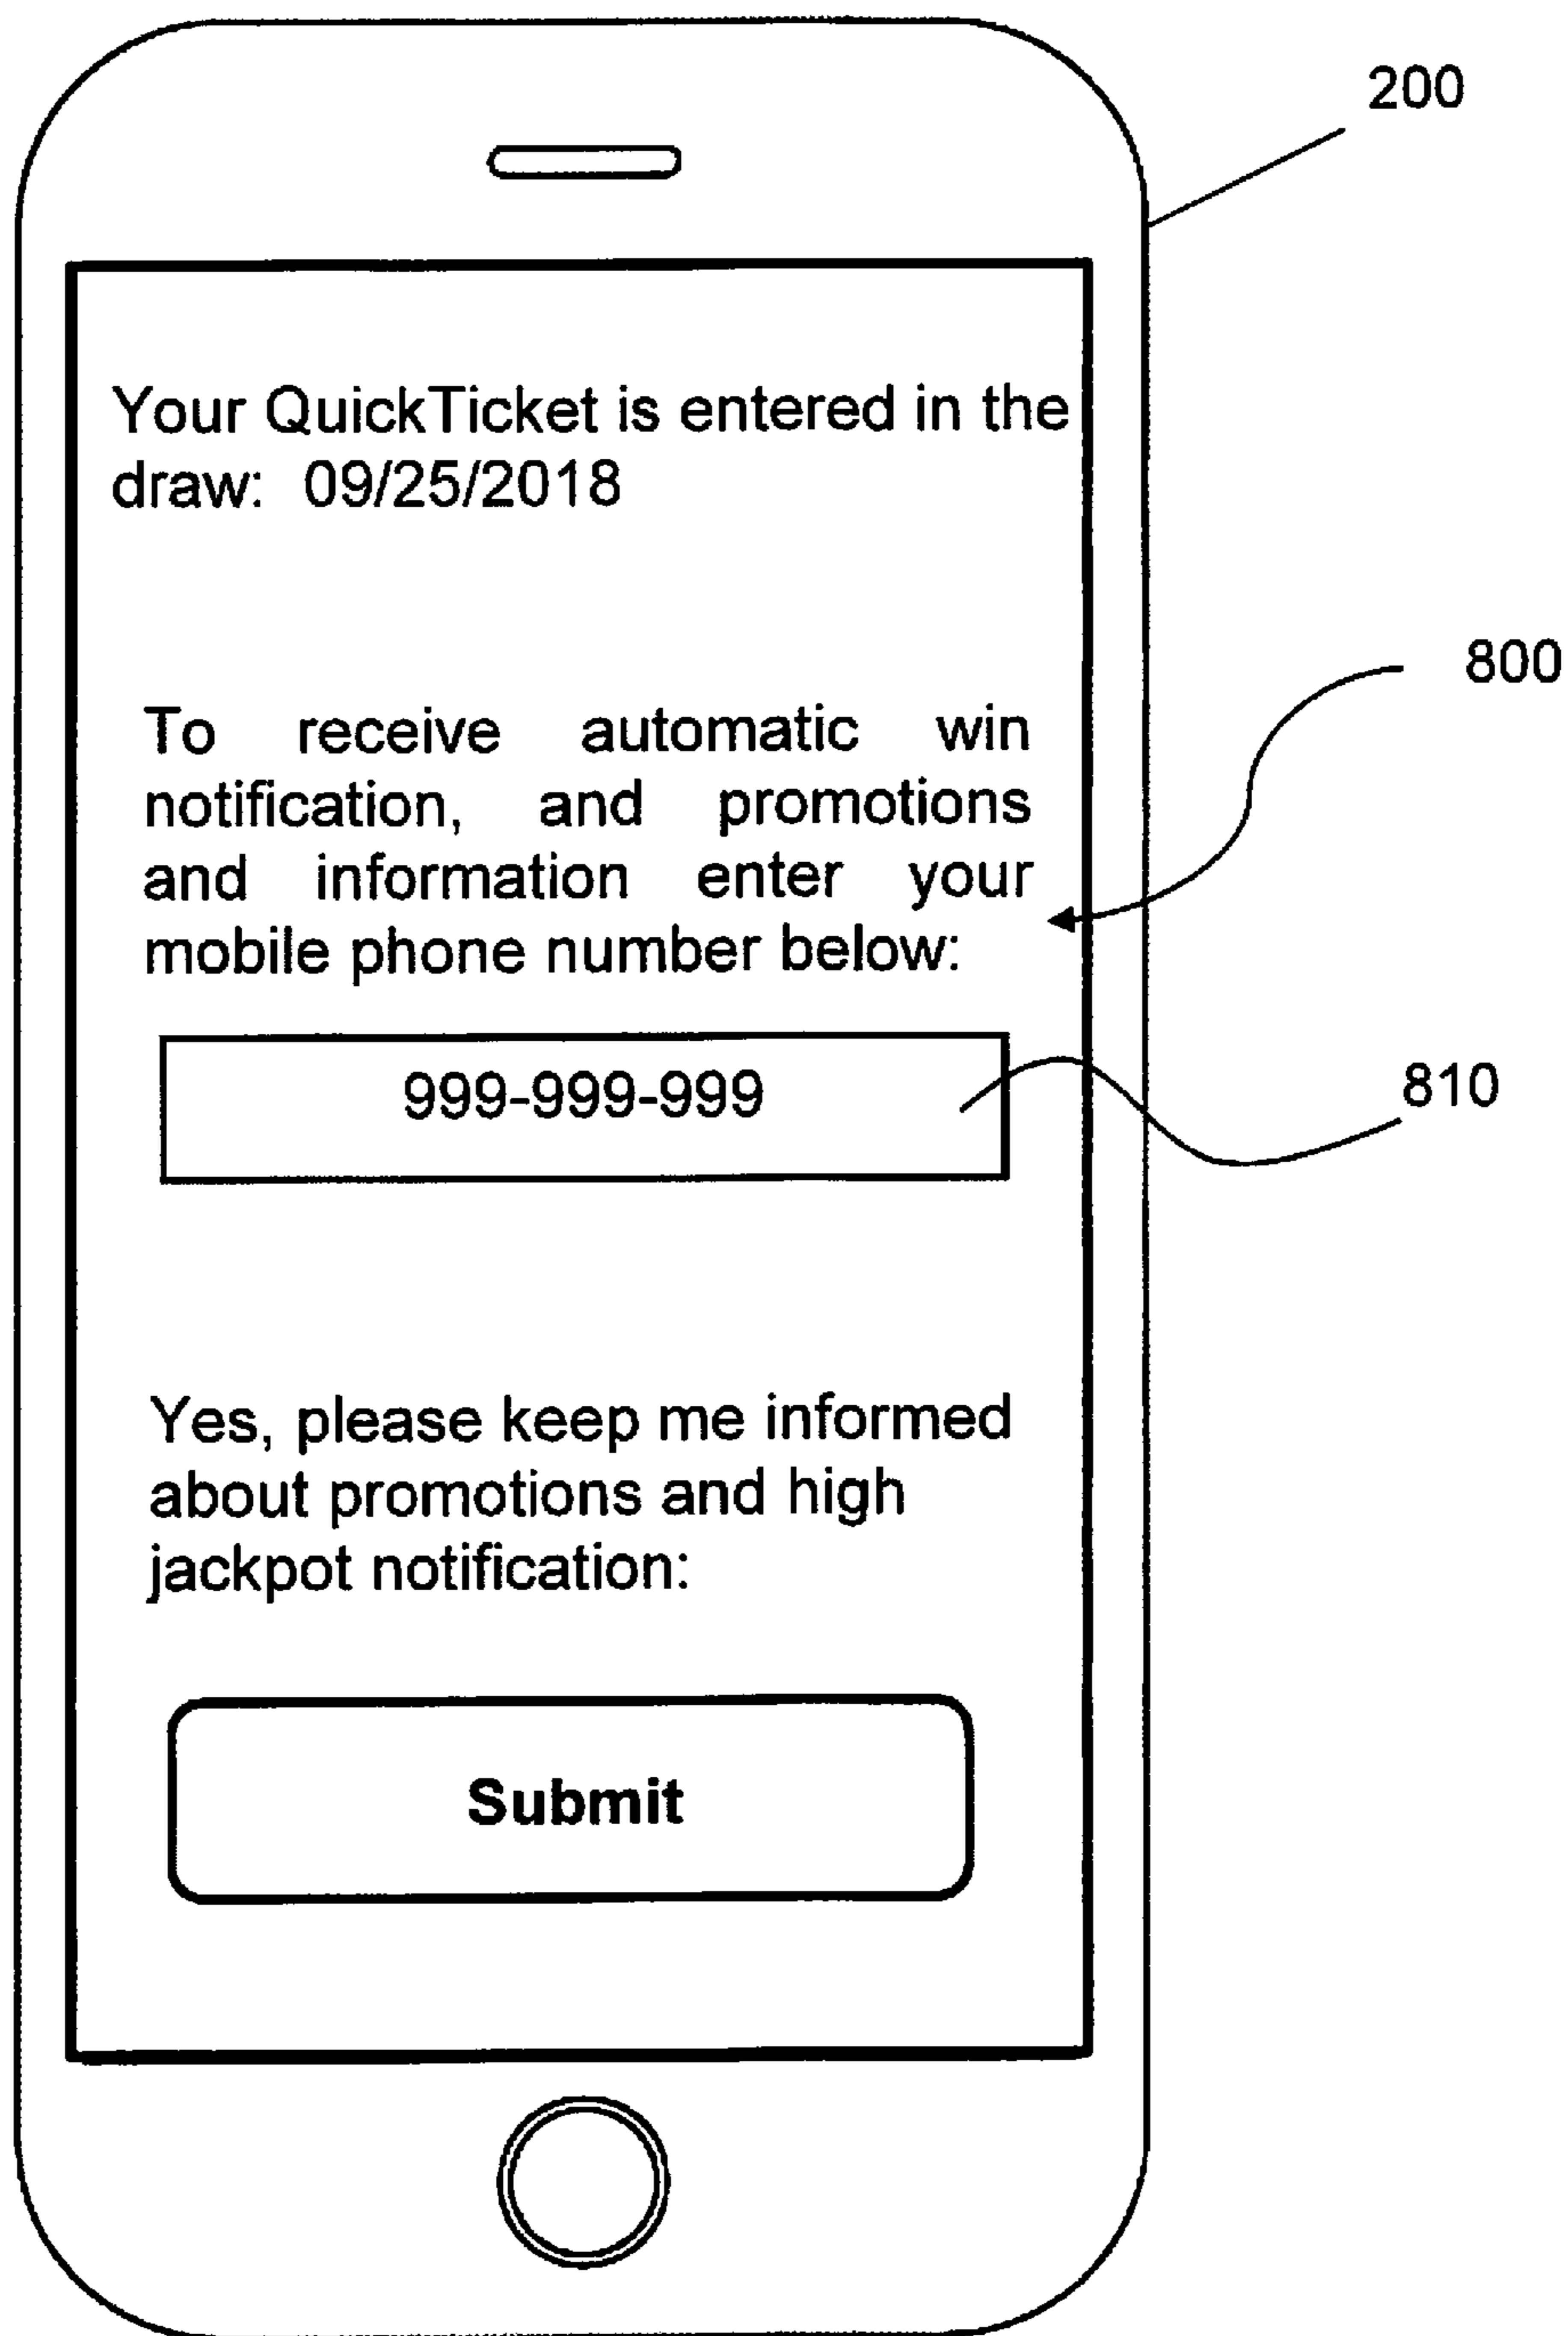 200
Your QuickTicket is entered in the
draw: 09/25/2018
800
To receive automatic win
notification, and promotions
and information enter your
mobile phone number below:
999-999-999
810
Yes, please keep me informed
about promotions and high
jackpot notification:
Submit